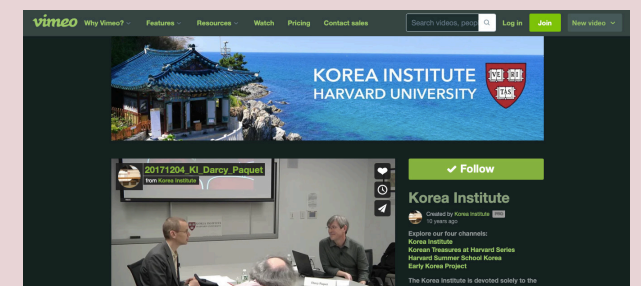 vimeo Why Vimeo? Features Resources Watch Pricing Contact sales Search videos, peop Log in Join New video
KOREA INSTITUTE
HARVARD UNIVERSITY
VE RI
TAS
20171204_KI_Darcy_Paquet
from Korea Institute
Follow
Korea Institute
Created by Korea Institute PRO
10 years ago
Explore our four channels:
Korea Institute
Korean Treasures at Harvard Series
Harvard Summer School Korea
Early Korea Project
The Korea Institute is devoted solely to the